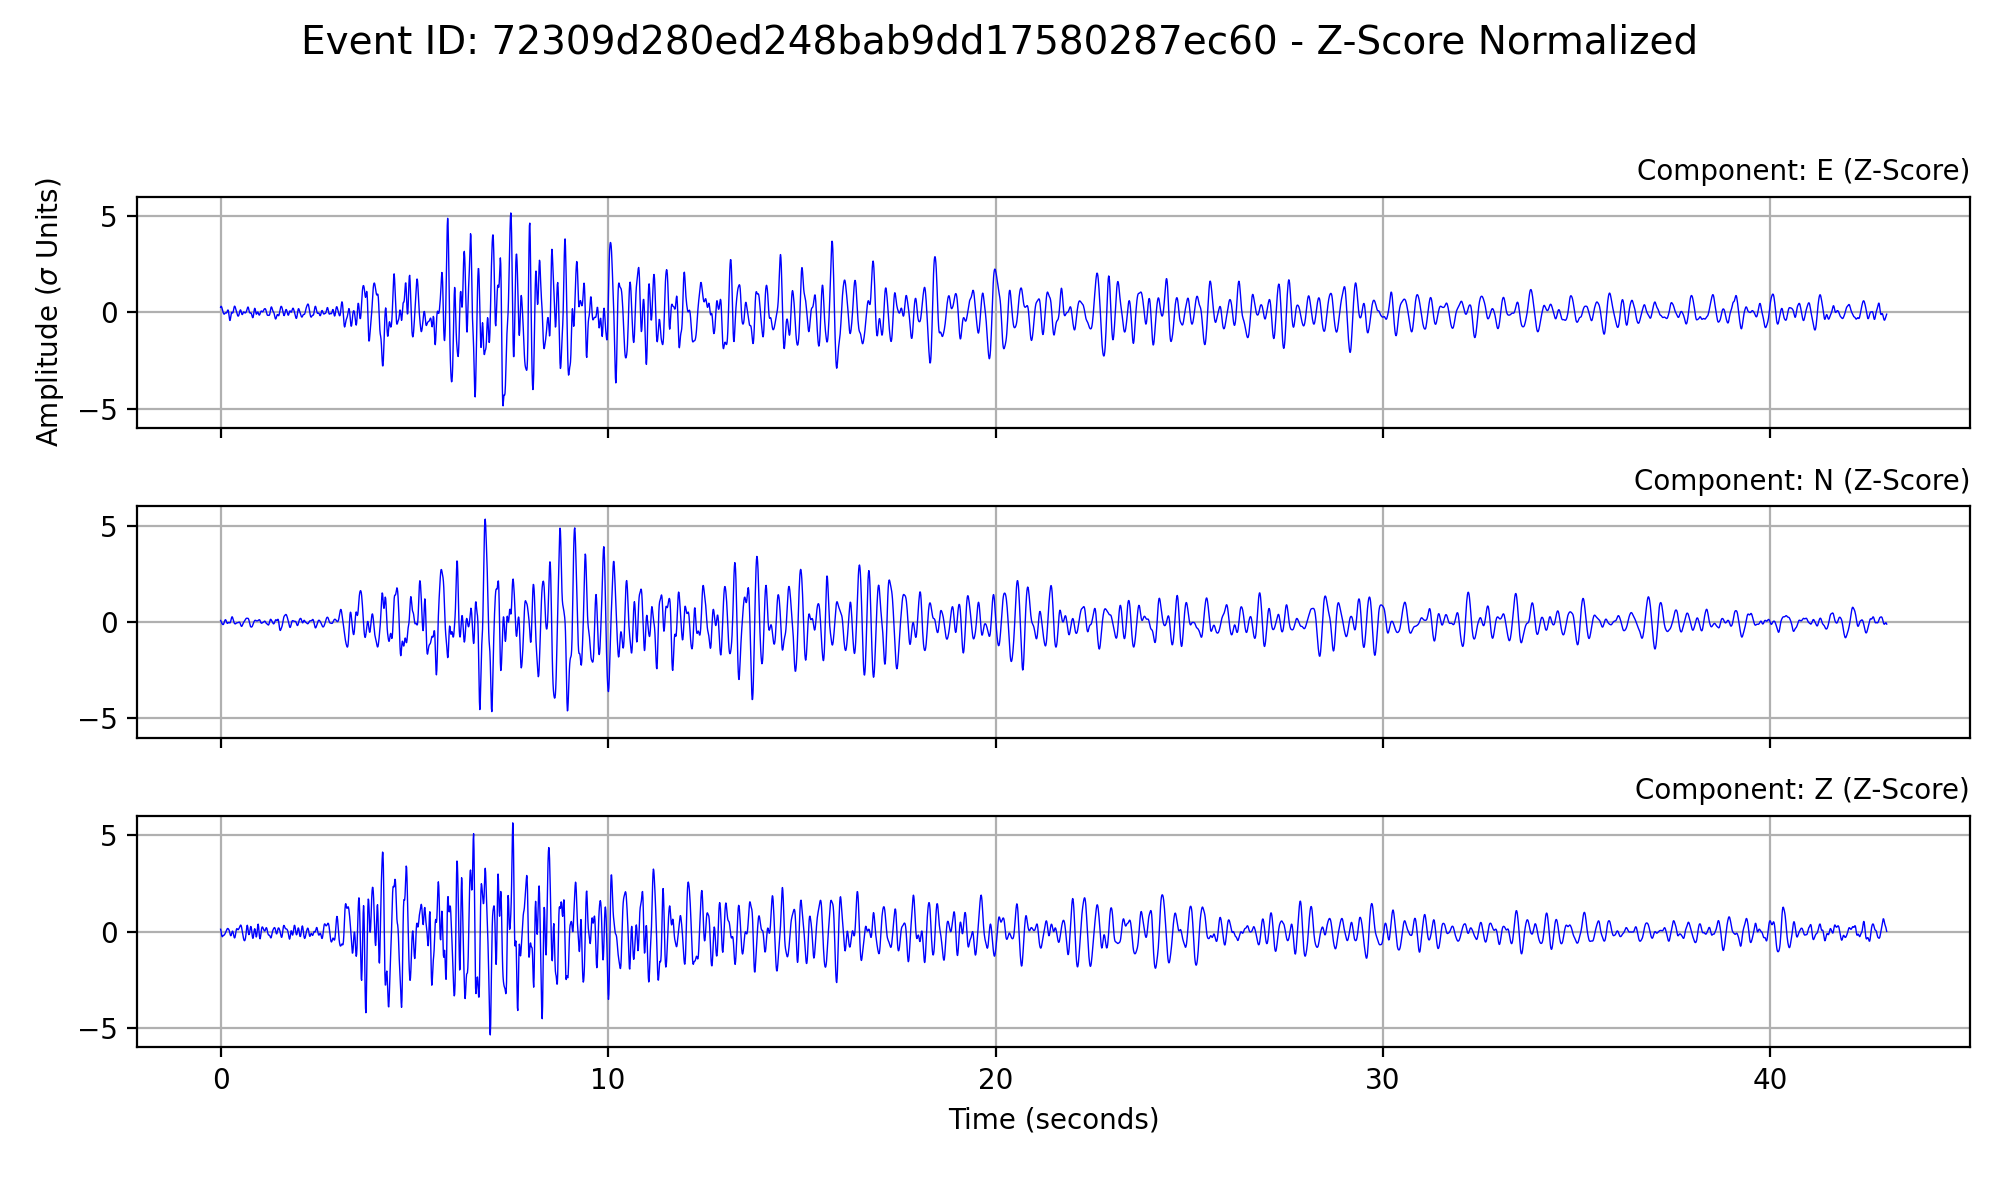 Event ID: 72309d280ed248bab9dd17580287ec60 - Z-Score Normalized
Component: E (Z-Score)
Amplitude (σ Units)
5
0
−5
Component: N (Z-Score)
5
0
−5
Component: Z (Z-Score)
5
0
−5
0 10 20 30 40
Time (seconds)